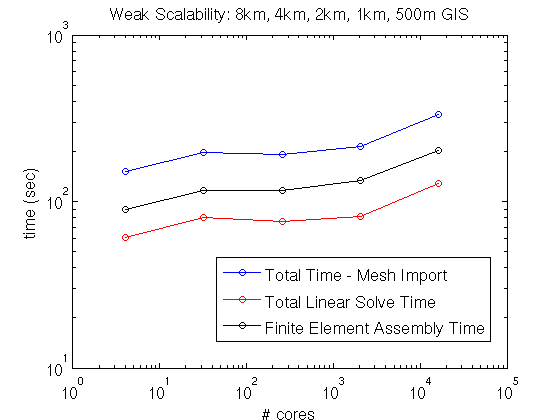 Weak Scalability: 8km, 4km, 2km, 1km, 500m GIS
10^3
10^2
10^1
time (sec)
Total Time - Mesh Import
Total Linear Solve Time
Finite Element Assembly Time
10^0 10^1 10^2 10^3 10^4 10^5
# cores